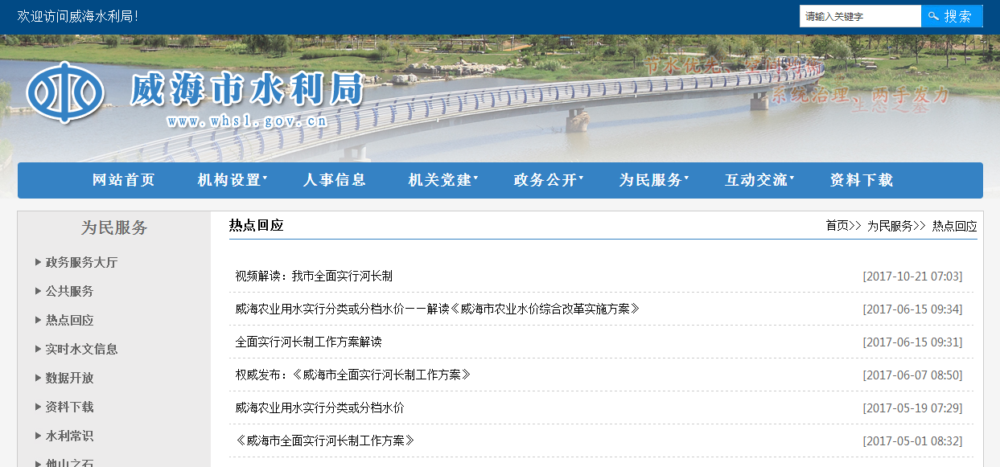 欢迎访问威海水利局!
请输入关键字
搜索
威海市水利局
www.whsl.gov.cn
节水优先、空间均衡
系统治理、两手发力
网站首页 机构设置 人事信息 机关党建 政务公开 为民服务 互动交流 资料下载
为民服务
政务服务大厅
公共服务
热点回应
实时水文信息
数据开放
资料下载
水利常识
他山之石
热点回应
首页>> 为民服务>> 热点回应
视频解读：我市全面实行河长制 [2017-10-21 07:03]
威海农业用水实行分类或分档水价——解读《威海市农业水价综合改革实施方案》 [2017-06-15 09:34]
全面实行河长制工作方案解读 [2017-06-15 09:31]
权威发布：《威海市全面实行河长制工作方案》 [2017-06-07 08:50]
威海农业用水实行分类或分档水价 [2017-05-19 07:29]
《威海市全面实行河长制工作方案》 [2017-05-01 08:32]